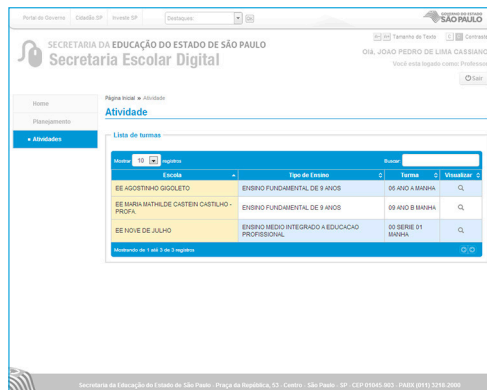 Portal do Governo Cidadão.SP Investe SP Destaques:
GOVERNO DO ESTADO
SÃO PAULO
Tamanho do Texto Contraste
SECRETARIA DA EDUCAÇÃO DO ESTADO DE SÃO PAULO
Secretaria Escolar Digital
Olá, JOAO PEDRO DE LIMA CASSIANO
Você está logado como: Professor
Sair
Home
Planejamento
» Atividades
Página Inicial » Atividade
Atividade
Lista de turmas
Mostrar 10 registros Buscar:
Escola Tipo de Ensino Turma Visualizar
EE AGOSTINHO GIGOLETO ENSINO FUNDAMENTAL DE 9 ANOS 06 ANO A MANHA
EE MARIA MATHILDE CASTEIN CASTILHO - PROFA. ENSINO FUNDAMENTAL DE 9 ANOS 09 ANO B MANHA
EE NOVE DE JULHO ENSINO MEDIO INTEGRADO A EDUCACAO PROFISSIONAL 00 SERIE 01 MANHA
Mostrando de 1 até 3 de 3 registros
Secretaria da Educação do Estado de São Paulo - Praça da República, 53 - Centro - São Paulo - SP - CEP 01045-903 - PABX (011) 3218-2000